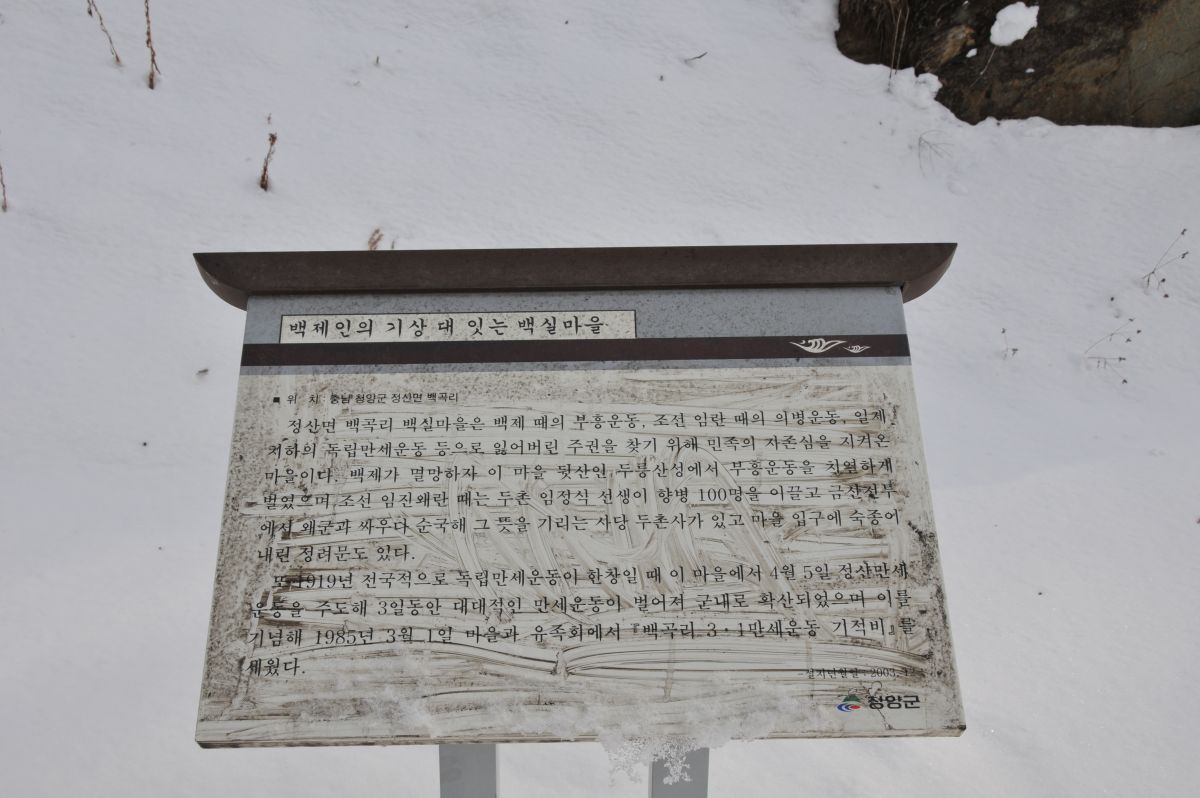 백제인의 기상 대 잇는 백실마을
■ 위 치 : 충남 청양군 정산면 백곡리
정산면 백곡리 백실마을은 백제 때의 부흥운동, 조선 임란 때의 의병운동, 일제
치하의 독립만세운동 등으로 잃어버린 주권을 찾기 위해 민족의 자존심을 지켜온
마을이다. 백제가 멸망하자 이 마을 뒷산인 두릉산성에서 부흥운동을 치열하게
벌였으며 조선 임진왜란 때는 두촌 임정식 선생이 향병 100명을 이끌고 금산전투
에서 왜군과 싸우다 순국해 그 뜻을 기리는 사당 두촌사가 있고 마을 입구에 숙종이
내린 정려문도 있다.
또 1919년 전국적으로 독립만세운동이 한창일 때 이 마을에서 4월 5일 정산만세
운동을 주도해 3일동안 대대적인 만세운동이 벌어져 군내로 확산되었으며 이를
기념해 1985년 3월 1일 마을과 유족회에서 『백곡리 3·1만세운동 기적비』를
세웠다.
설치년월일 : 2003. 12
청양군